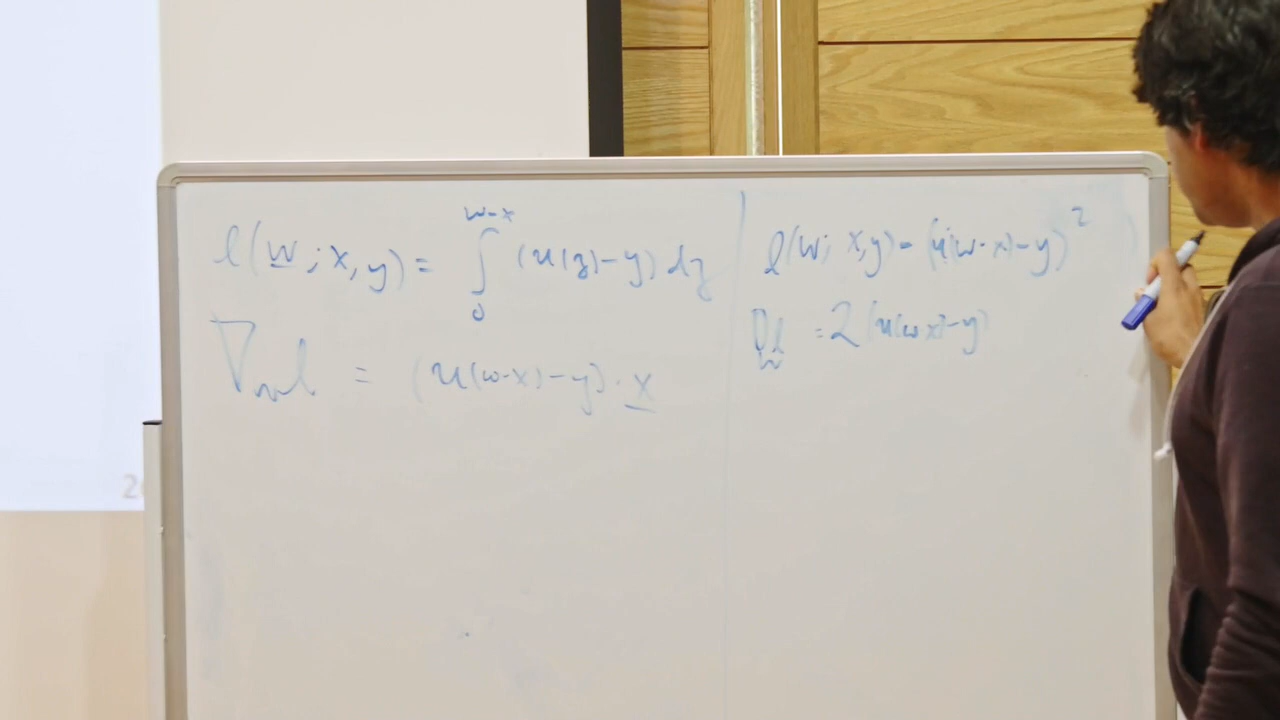 ℓ(w; x, y) = ∫₀^{w·x} (u(z) − y) dz
∇_w ℓ = (u(w·x) − y) · x
ℓ(w; x, y) = (u(w·x) − y)²
∇_w ℓ = 2(u(w·x) − y)